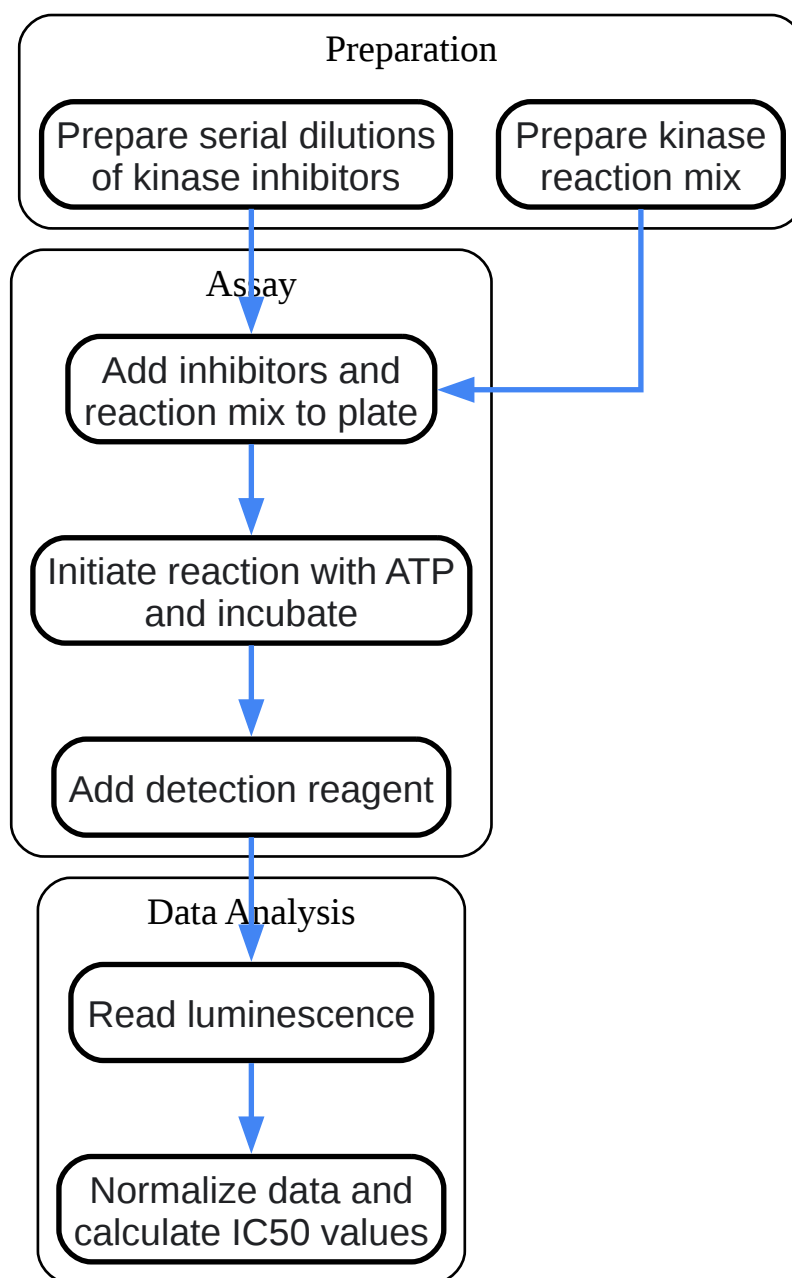 Preparation
Prepare serial dilutions
of kinase inhibitors
Prepare kinase
reaction mix
Assay
Add inhibitors and
reaction mix to plate
Initiate reaction with ATP
and incubate
Add detection reagent
Data Analysis
Read luminescence
Normalize data and
calculate IC50 values